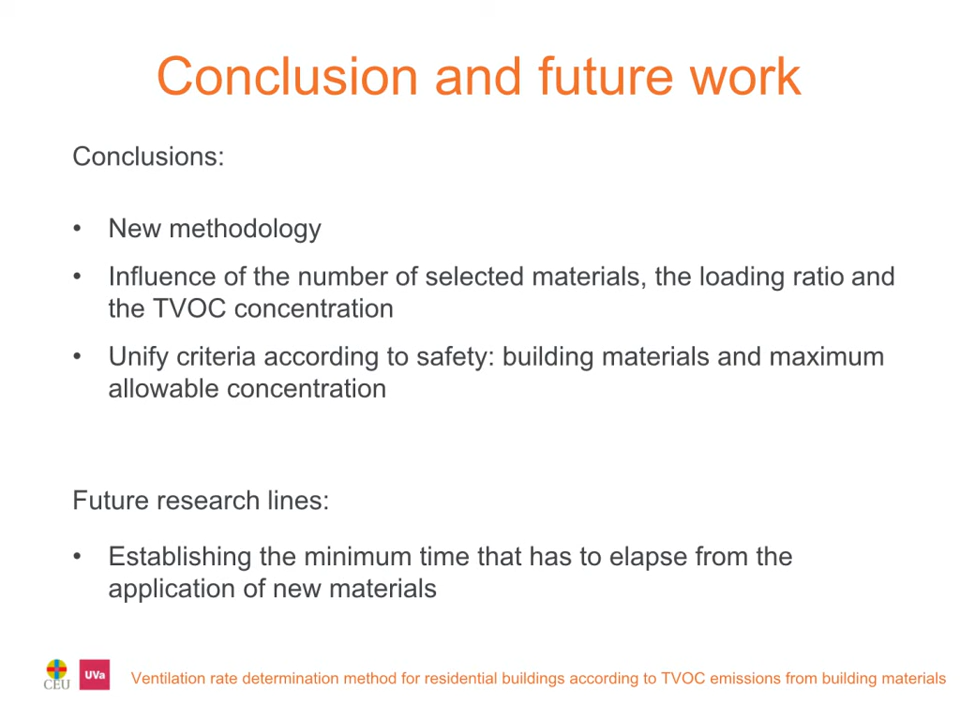 Conclusion and future work
Conclusions:
• New methodology
• Influence of the number of selected materials, the loading ratio and
the TVOC concentration
• Unify criteria according to safety: building materials and maximum
allowable concentration
Future research lines:
• Establishing the minimum time that has to elapse from the
application of new materials
CEU
UVa
Ventilation rate determination method for residential buildings according to TVOC emissions from building materials